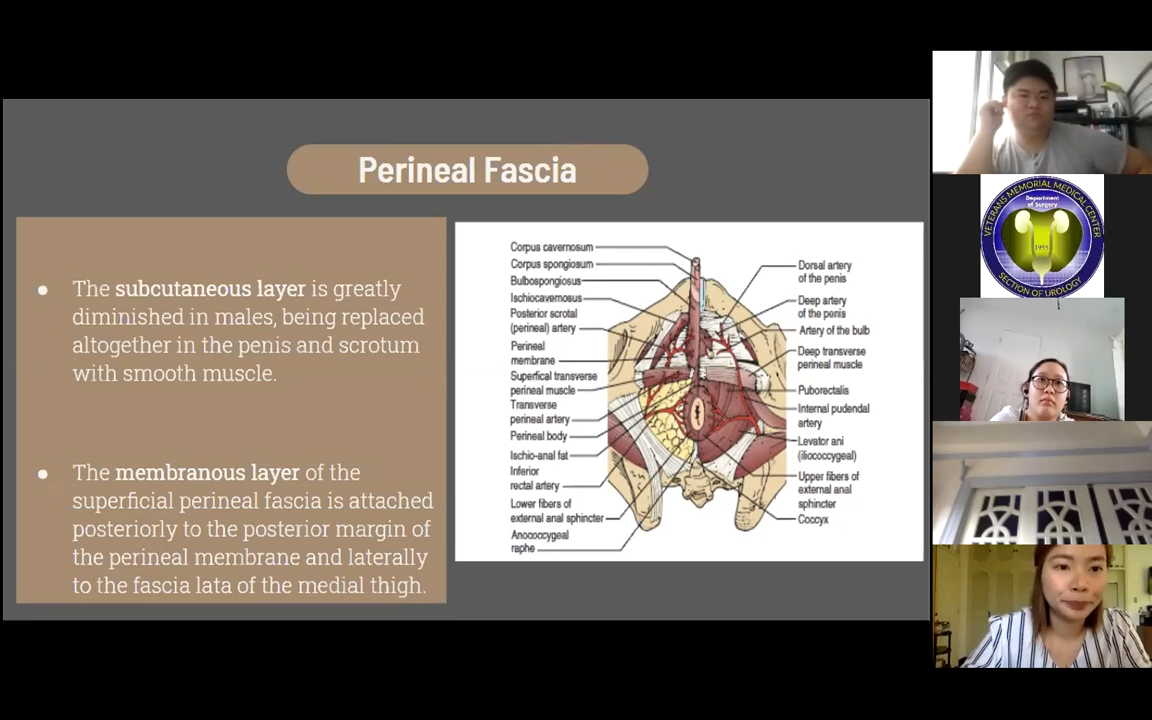 Perineal Fascia
● The subcutaneous layer is greatly
diminished in males, being replaced
altogether in the penis and scrotum
with smooth muscle.
● The membranous layer of the
superficial perineal fascia is attached
posteriorly to the posterior margin of
the perineal membrane and laterally
to the fascia lata of the medial thigh.
Corpus cavernosum
Corpus spongiosum
Bulbospongiosus
Ischiocavernosus
Posterior scrotal
(perineal) artery
Perineal
membrane
Superfical transverse
perineal muscle
Transverse
perineal artery
Perineal body
Ischio-anal fat
Inferior
rectal artery
Lower fibers of
external anal sphincter
Anococcygeal
raphe
Dorsal artery
of the penis
Deep artery
of the penis
Artery of the bulb
Deep transverse
perineal muscle
Puborectalis
Internal pudendal
artery
Levator ani
(iliococcygeal)
Upper fibers of
external anal
sphincter
Coccyx
VETERANS MEMORIAL MEDICAL CENTER
Department
of Surgery
1955
SECTION OF UROLOGY